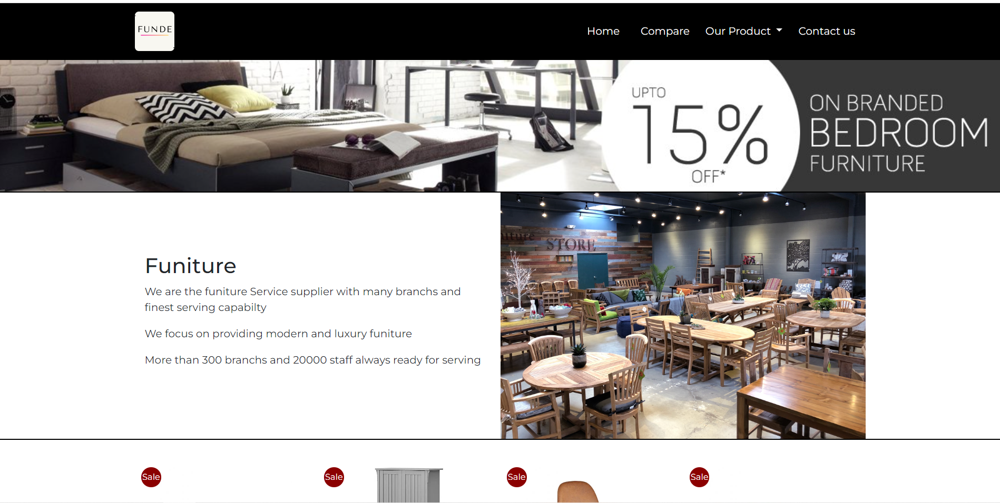 FUNDE
Home Compare Our Product Contact us
UPTO
15%
OFF*
ON BRANDED
BEDROOM
FURNITURE
STORE
Funiture
We are the funiture Service supplier with many branchs and
finest serving capabilty
We focus on providing modern and luxury funiture
More than 300 branchs and 20000 staff always ready for serving
Sale Sale Sale Sale